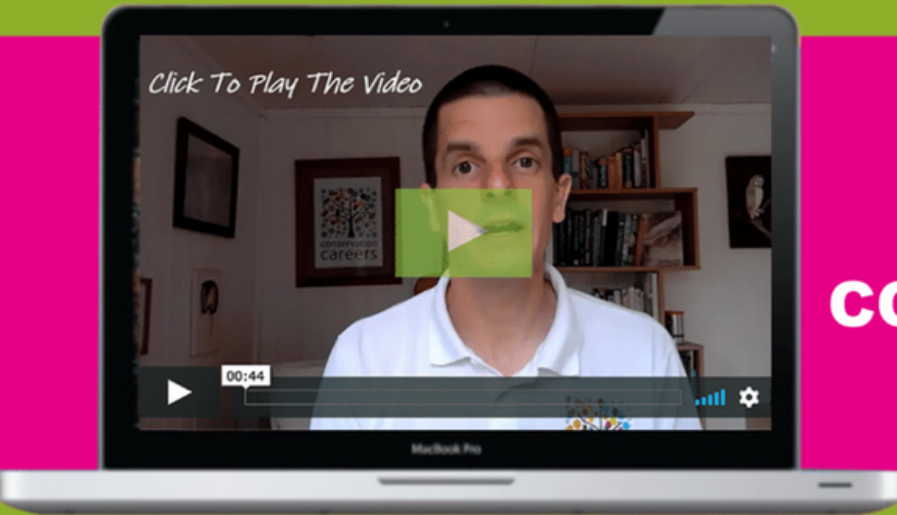 Click To Play The Video
conservation
careers
00:44
MacBook Pro
co